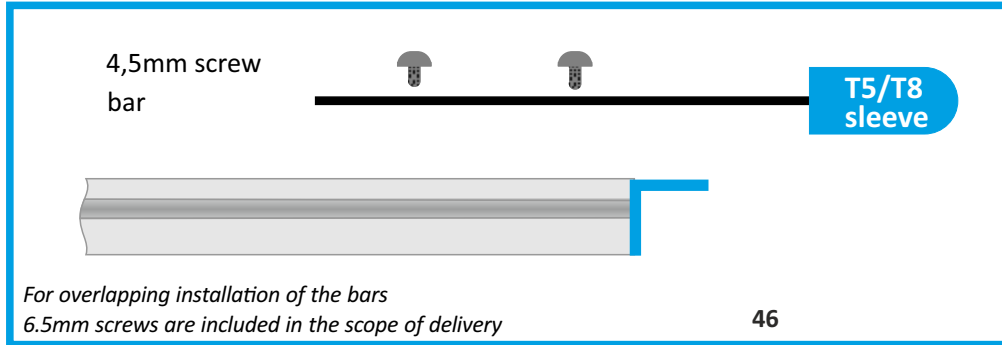 4,5mm screw
bar
T5/T8
sleeve
For overlapping installation of the bars
6.5mm screws are included in the scope of delivery
46